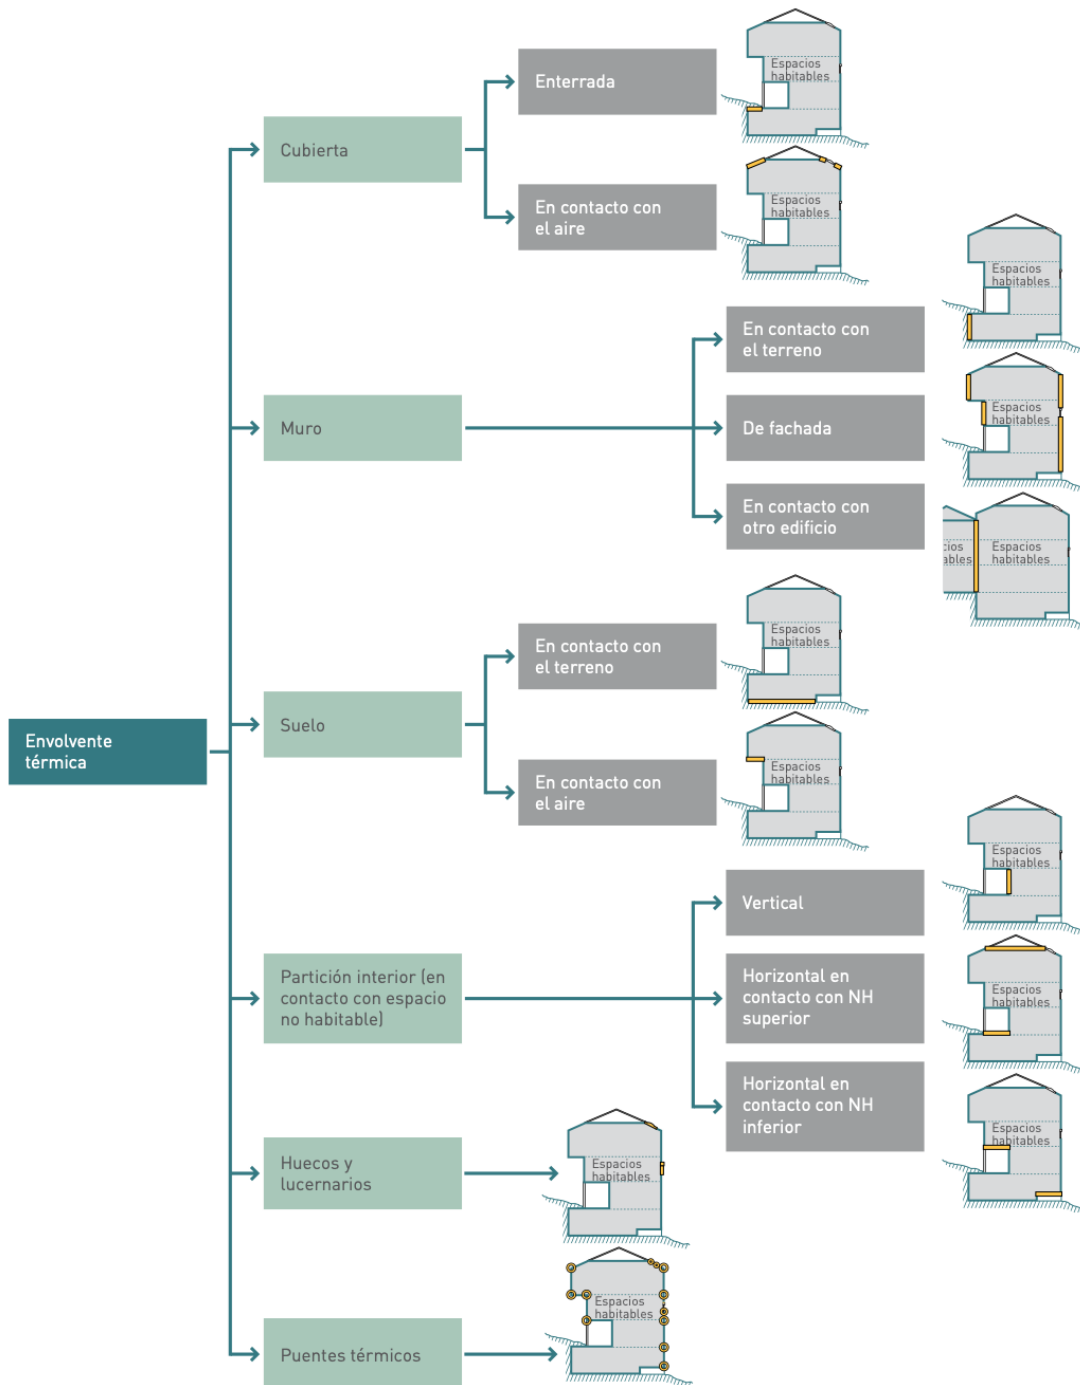 Enterrada
Espacios
habitables
Cubierta
En contacto con
el aire
Espacios
habitables
En contacto con
el terreno
Espacios
habitables
Muro
De fachada
Espacios
habitables
En contacto con
otro edificio
cios
ables
Espacios
habitables
En contacto con
el terreno
Espacios
habitables
Suelo
Envolvente
térmica
En contacto con
el aire
Espacios
habitables
Vertical
Espacios
habitables
Partición interior (en
contacto con espacio
no habitable)
Horizontal en
contacto con NH
superior
Espacios
habitables
Horizontal en
contacto con NH
inferior
Espacios
habitables
Huecos y
lucernarios
Espacios
habitables
Puentes térmicos
Espacios
habitables